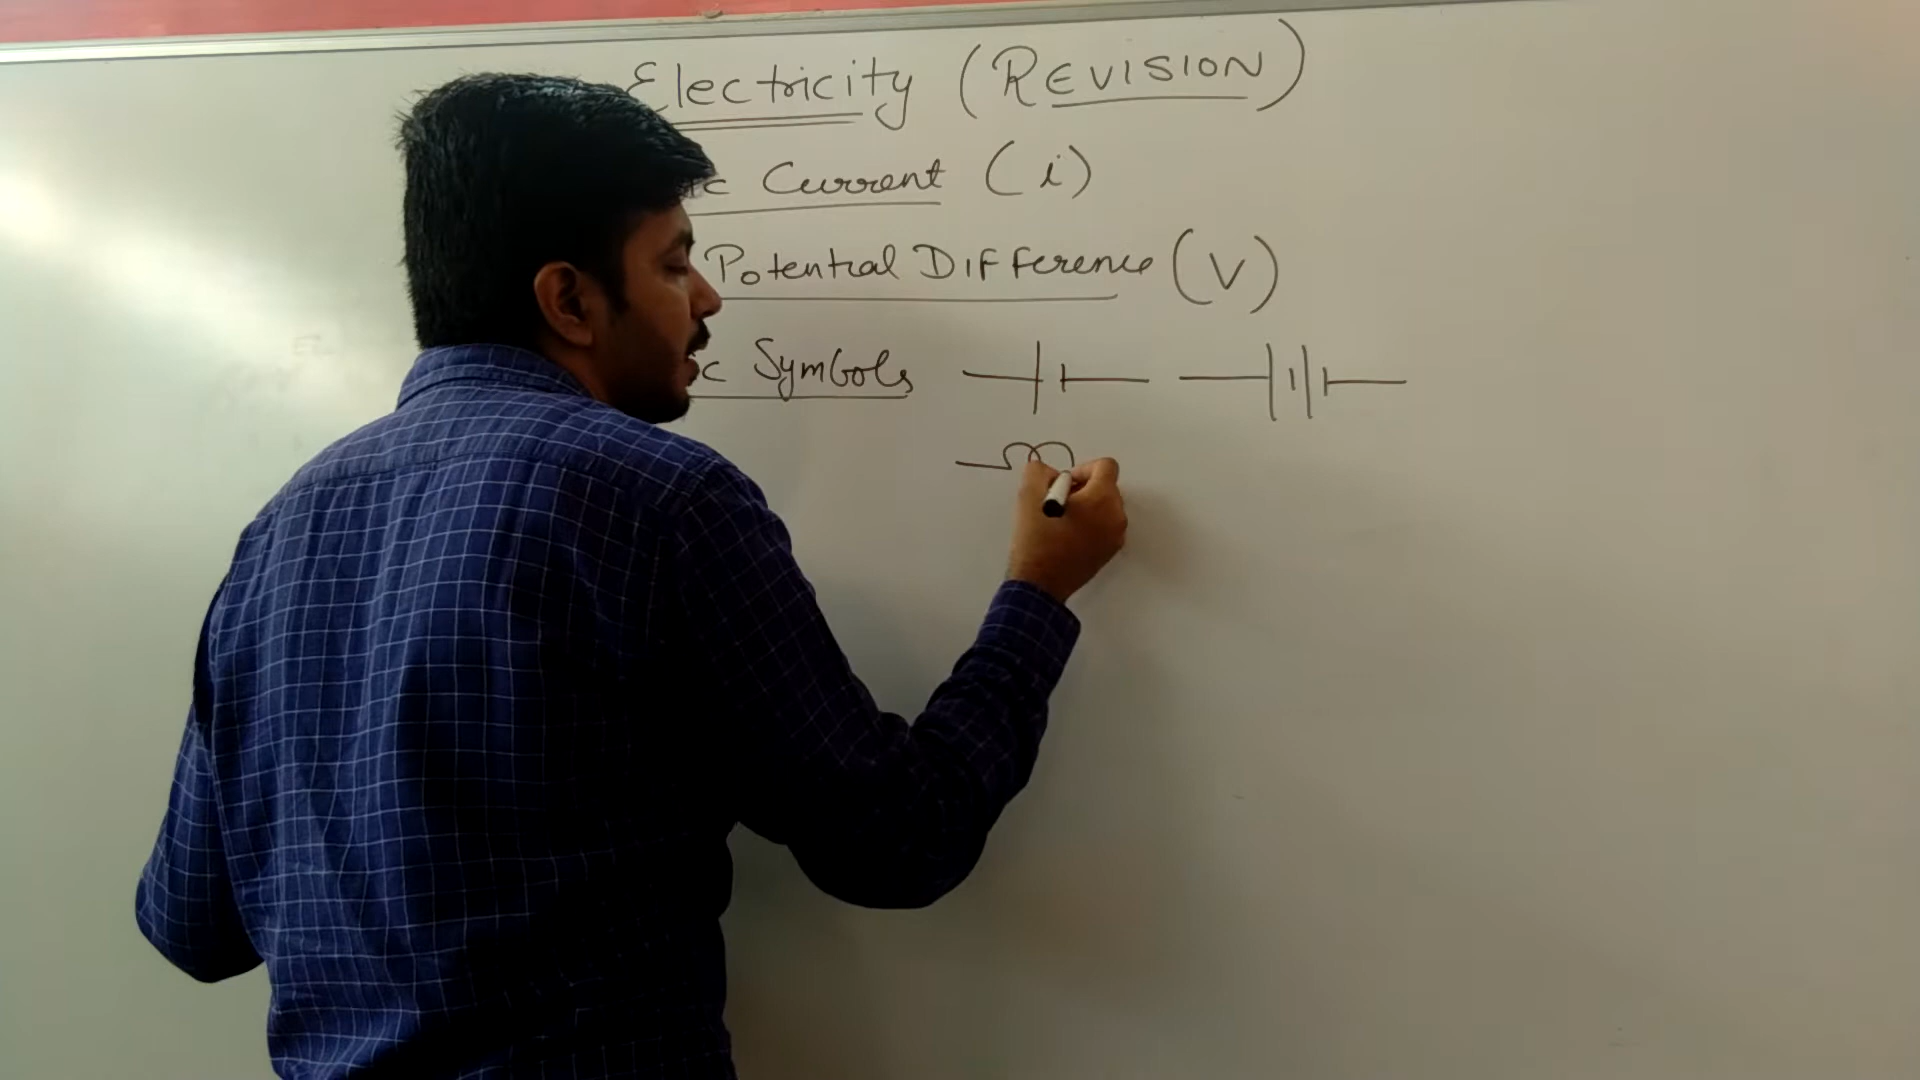 Electricity (REVISION)
Current (i)
Potential Difference (V)
Symbols